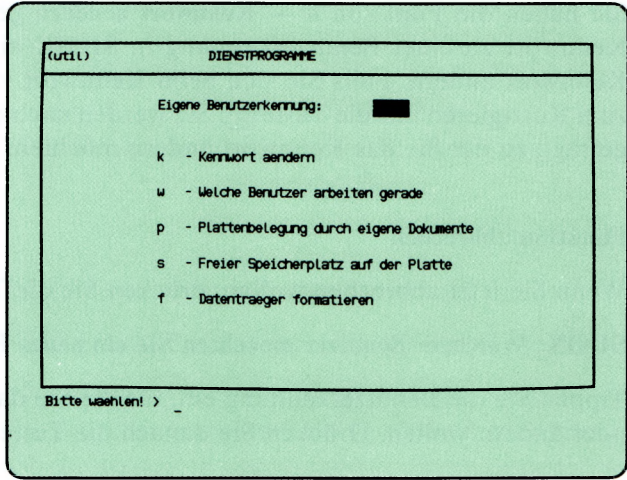 (util) DIENSTPROGRAMME
Eigene Benutzerkennung:
k - Kennwort aendern
w - Welche Benutzer arbeiten gerade
p - Plattenbelegung durch eigene Dokumente
s - Freier Speicherplatz auf der Platte
f - Datentraeger formatieren
Bitte waehlen! > _